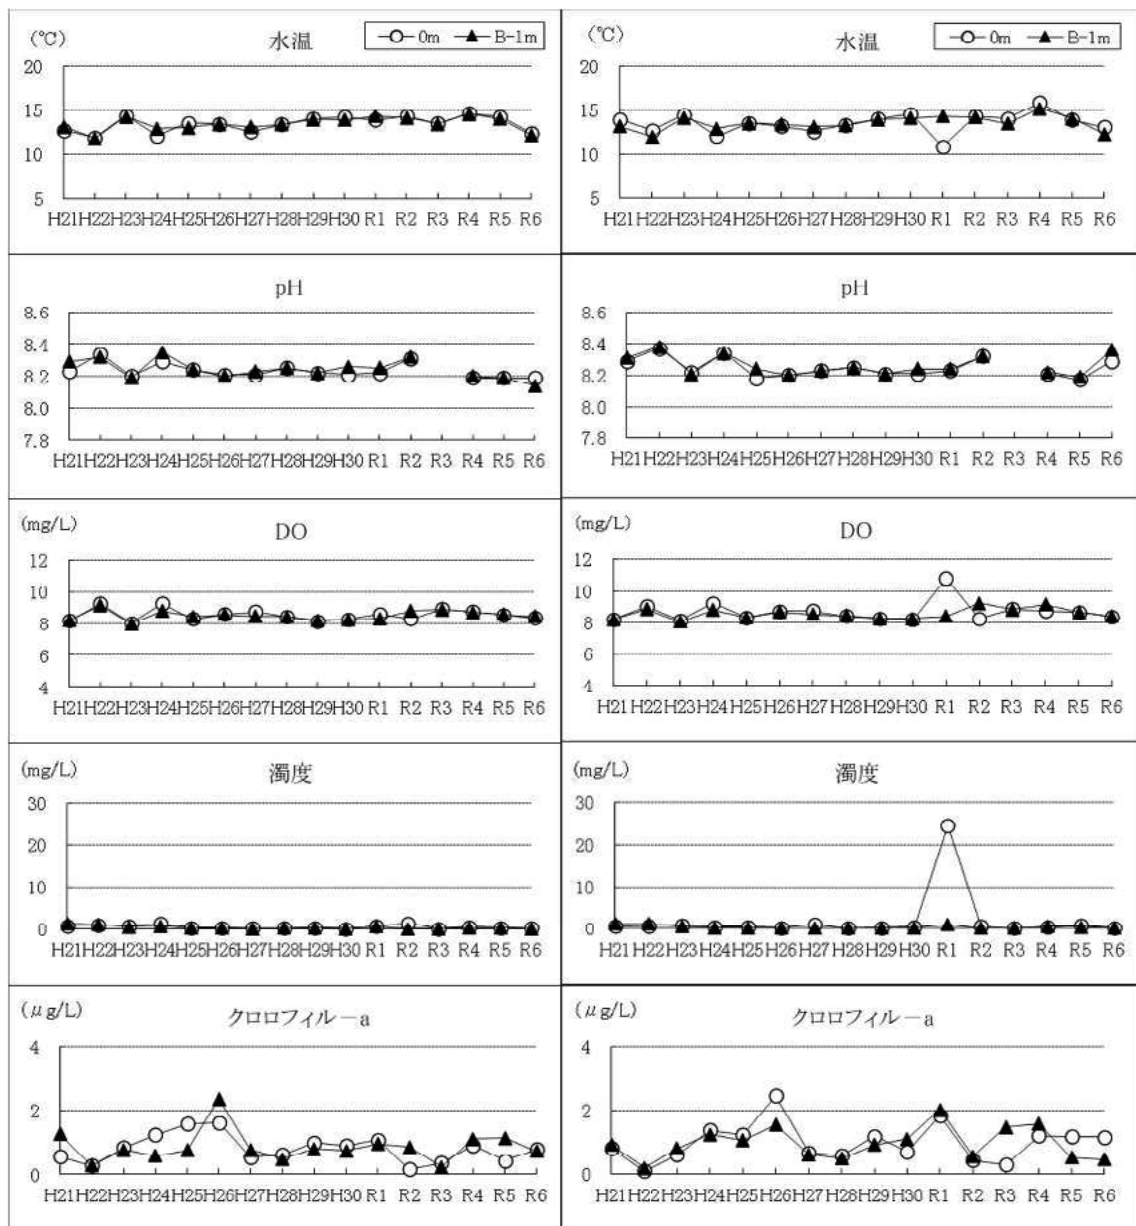 (℃) 水温 0m B-1m
20
15
10
5
H21 H22 H23 H24 H25 H26 H27 H28 H29 H30 R1 R2 R3 R4 R5 R6
pH
8.6
8.4
8.2
8.0
7.8
H21 H22 H23 H24 H25 H26 H27 H28 H29 H30 R1 R2 R3 R4 R5 R6
(mg/L) DO
12
10
8
6
4
H21 H22 H23 H24 H25 H26 H27 H28 H29 H30 R1 R2 R3 R4 R5 R6
(mg/L) 濁度
30
20
10
0
H21 H22 H23 H24 H25 H26 H27 H28 H29 H30 R1 R2 R3 R4 R5 R6
(μg/L) クロロフィル－a
4
2
0
H21 H22 H23 H24 H25 H26 H27 H28 H29 H30 R1 R2 R3 R4 R5 R6
(℃) 水温 0m B-1m
20
15
10
5
H21 H22 H23 H24 H25 H26 H27 H28 H29 H30 R1 R2 R3 R4 R5 R6
pH
8.6
8.4
8.2
8.0
7.8
H21 H22 H23 H24 H25 H26 H27 H28 H29 H30 R1 R2 R3 R4 R5 R6
(mg/L) DO
12
10
8
6
4
H21 H22 H23 H24 H25 H26 H27 H28 H29 H30 R1 R2 R3 R4 R5 R6
(mg/L) 濁度
30
20
10
0
H21 H22 H23 H24 H25 H26 H27 H28 H29 H30 R1 R2 R3 R4 R5 R6
(μg/L) クロロフィル－a
4
2
0
H21 H22 H23 H24 H25 H26 H27 H28 H29 H30 R1 R2 R3 R4 R5 R6